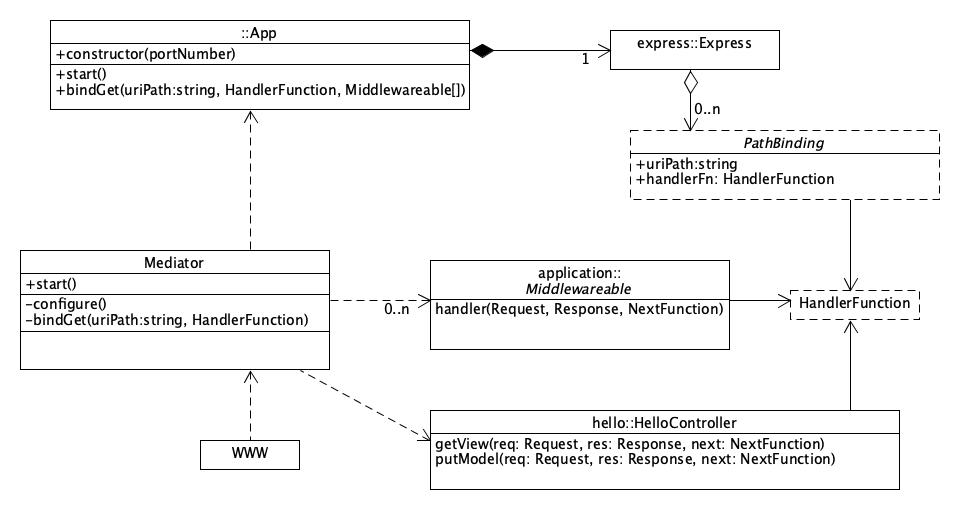 ::App
+constructor(portNumber)
+start()
+bindGet(uriPath:string, HandlerFunction, Middlewareable[])
1
express::Express
0..n
PathBinding
+uriPath:string
+handlerFn: HandlerFunction
Mediator
+start()
-configure()
-bindGet(uriPath:string, HandlerFunction)
0..n
application::
Middlewareable
handler(Request, Response, NextFunction)
HandlerFunction
hello::HelloController
getView(req: Request, res: Response, next: NextFunction)
putModel(req: Request, res: Response, next: NextFunction)
WWW